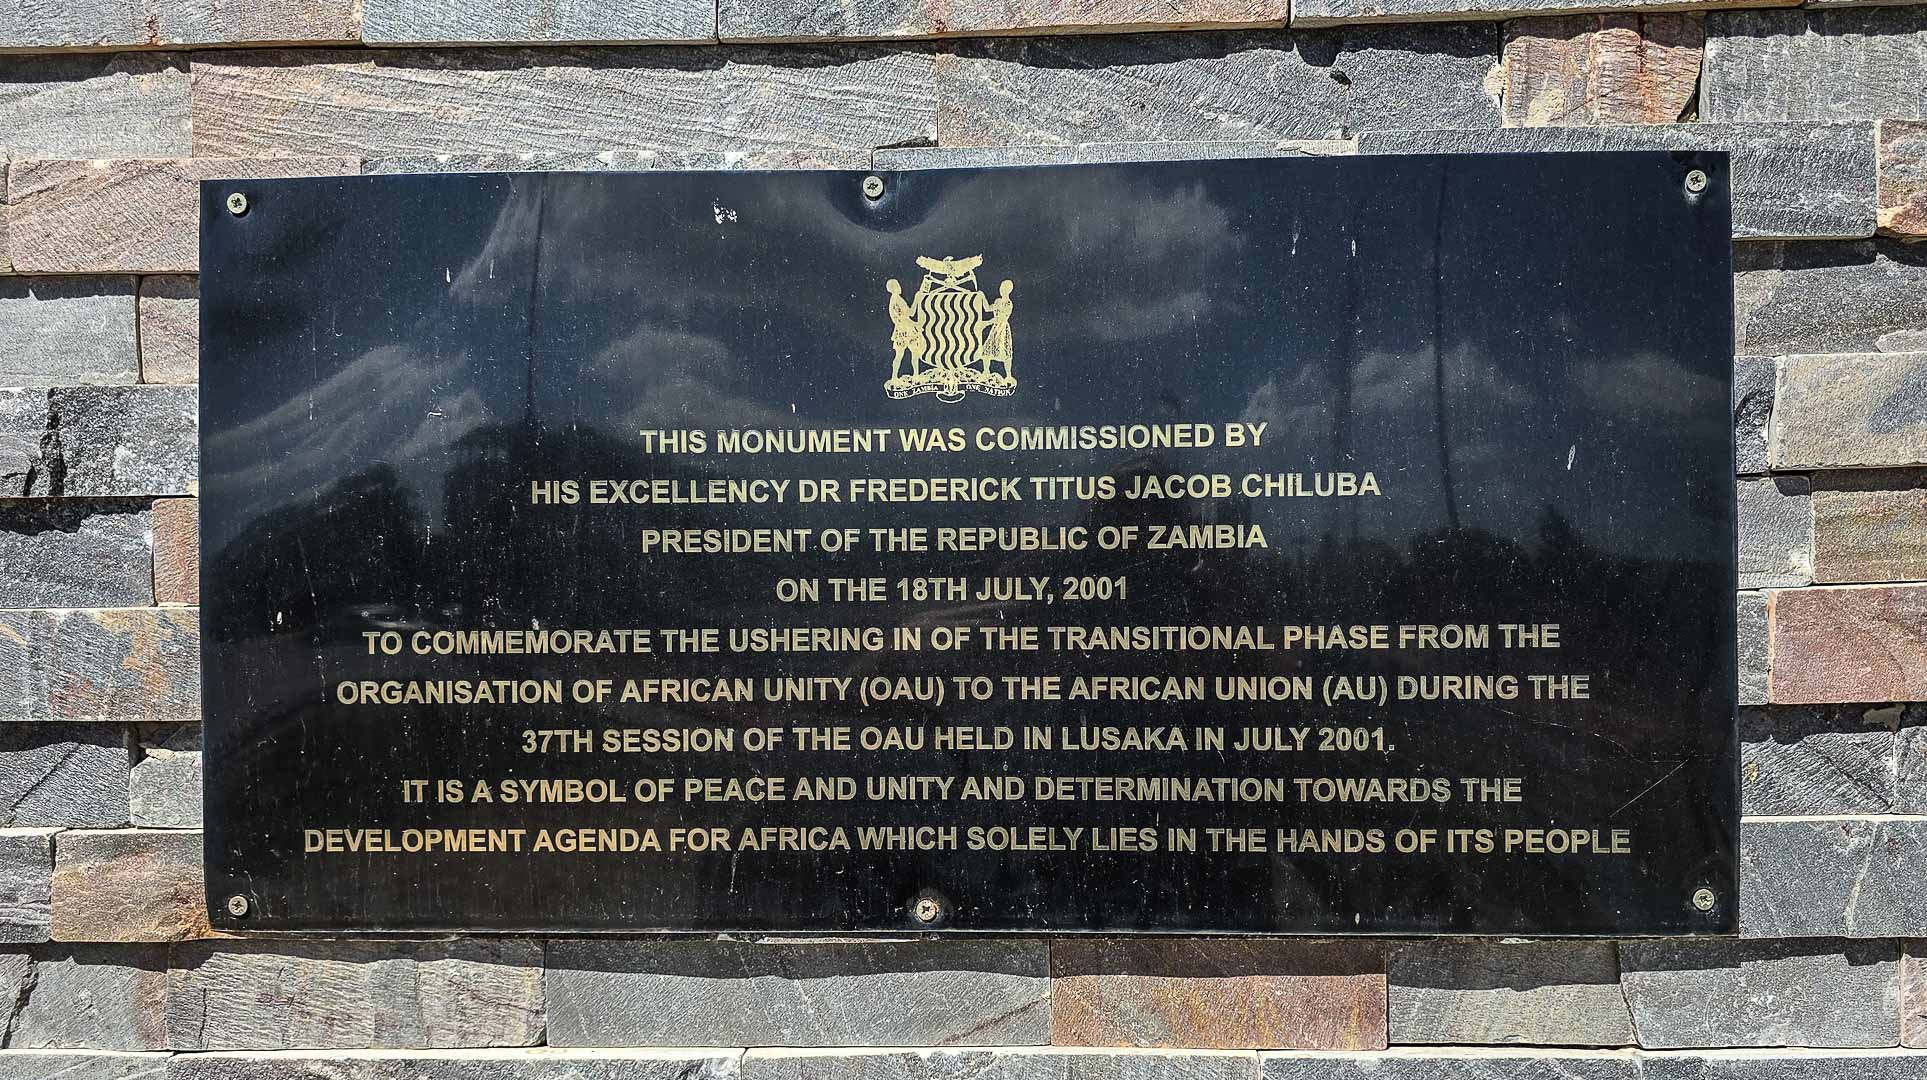 ONE ZAMBIA ONE NATION
THIS MONUMENT WAS COMMISSIONED BY
HIS EXCELLENCY DR FREDERICK TITUS JACOB CHILUBA
PRESIDENT OF THE REPUBLIC OF ZAMBIA
ON THE 18TH JULY, 2001
TO COMMEMORATE THE USHERING IN OF THE TRANSITIONAL PHASE FROM THE
ORGANISATION OF AFRICAN UNITY (OAU) TO THE AFRICAN UNION (AU) DURING THE
37TH SESSION OF THE OAU HELD IN LUSAKA IN JULY 2001.
IT IS A SYMBOL OF PEACE AND UNITY AND DETERMINATION TOWARDS THE
DEVELOPMENT AGENDA FOR AFRICA WHICH SOLELY LIES IN THE HANDS OF ITS PEOPLE